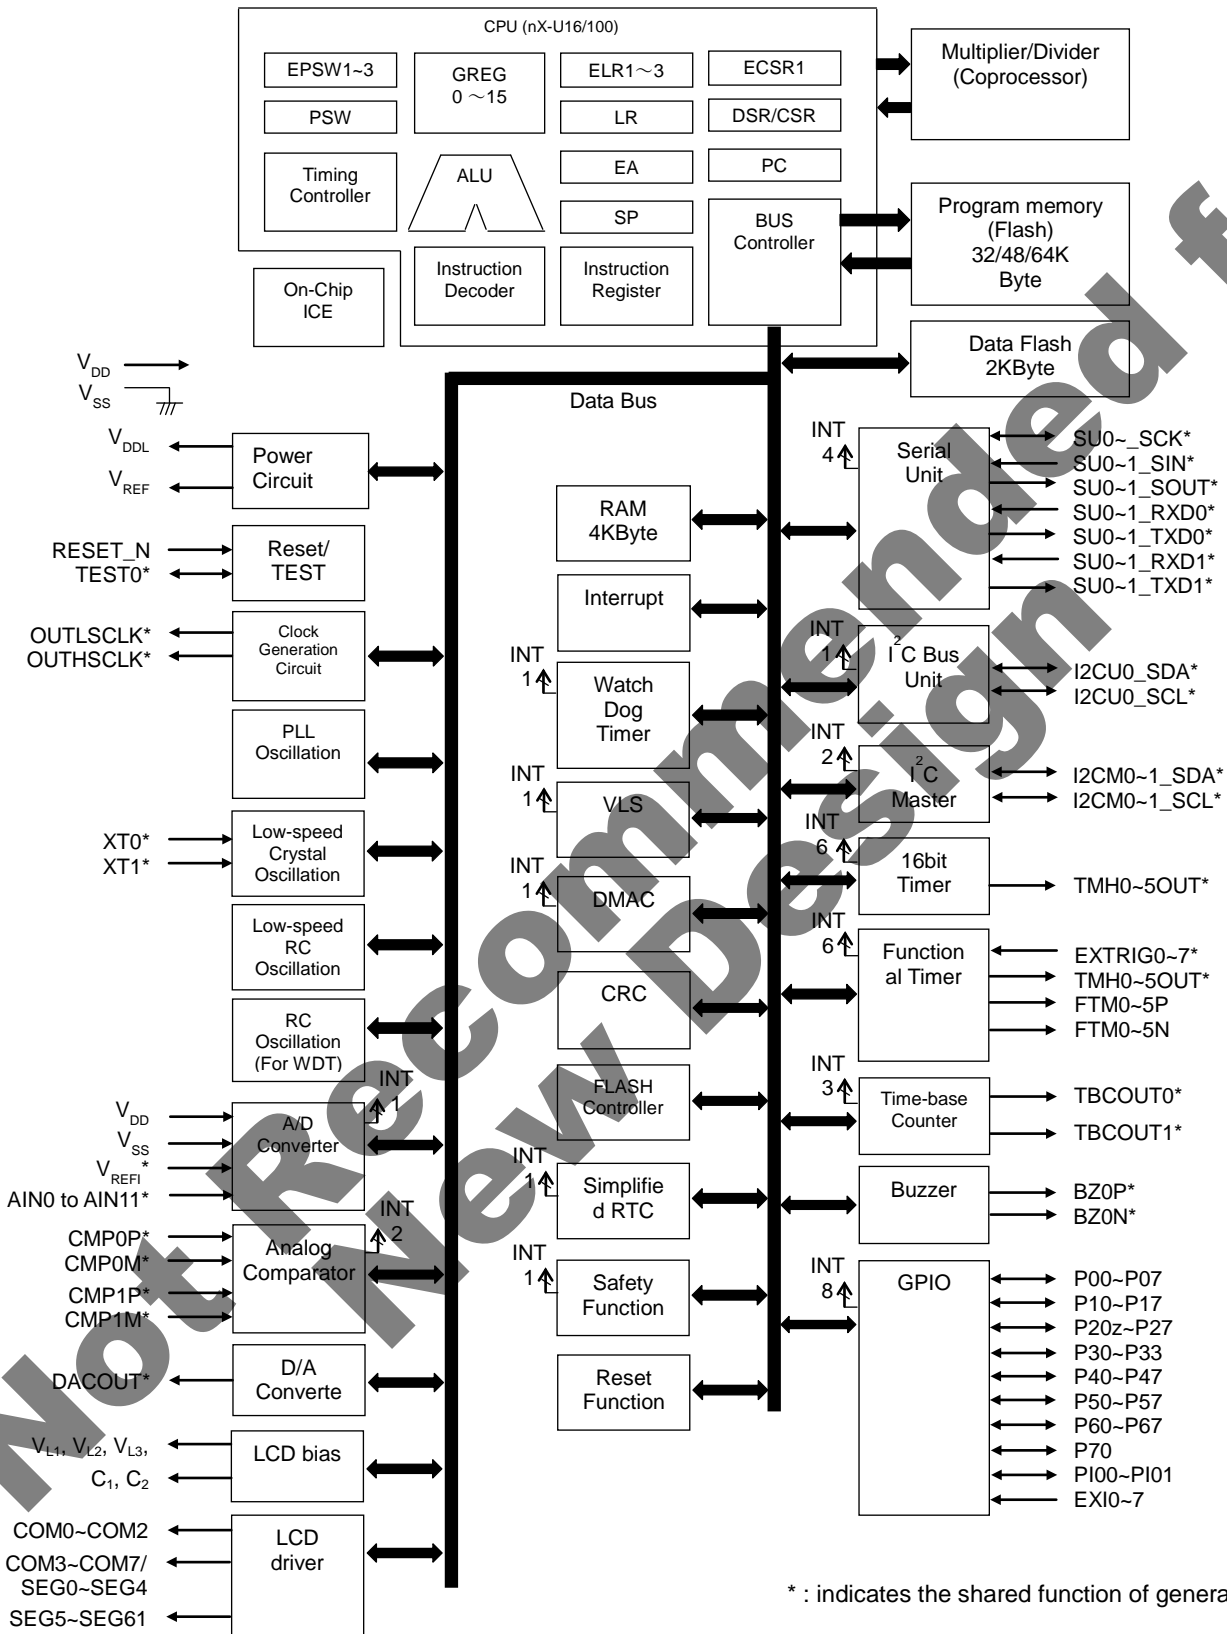 CPU (nX-U16/100)
EPSW1~3
GREG
0 ～15
ELR1～3
ECSR1
PSW
LR
DSR/CSR
Timing
Controller
ALU
EA
PC
SP
BUS
Controller
Instruction
Decoder
Instruction
Register
On-Chip
ICE
Multiplier/Divider
(Coprocessor)
Program memory
(Flash)
32/48/64K
Byte
Data Flash
2KByte
VDD
VSS
Data Bus
VDDL
VREF
Power
Circuit
RESET_N
TEST0*
Reset/
TEST
OUTLSCLK*
OUTHSCLK*
Clock
Generation
Circuit
PLL
Oscillation
XT0*
XT1*
Low-speed
Crystal
Oscillation
Low-speed
RC
Oscillation
RC
Oscillation
(For WDT)
VDD
VSS
VREFI*
AIN0 to AIN11*
A/D
Converter
INT
1
CMP0P*
CMP0M*
CMP1P*
CMP1M*
Analog
Comparator
INT
2
DACOUT*
D/A
Converte
VL1, VL2, VL3,
C1, C2
LCD bias
COM0~COM2
COM3~COM7/
SEG0~SEG4
SEG5~SEG61
LCD
driver
RAM
4KByte
Interrupt
INT
1
Watch
Dog
Timer
INT
1
VLS
INT
1
DMAC
CRC
FLASH
Controller
INT
1
Simplifie
d RTC
INT
1
Safety
Function
Reset
Function
INT
4
Serial
Unit
SU0~_SCK*
SU0~1_SIN*
SU0~1_SOUT*
SU0~1_RXD0*
SU0~1_TXD0*
SU0~1_RXD1*
SU0~1_TXD1*
INT
1
I2C Bus
Unit
I2CU0_SDA*
I2CU0_SCL*
INT
2
I2C
Master
I2CM0~1_SDA*
I2CM0~1_SCL*
INT
6
16bit
Timer
TMH0~5OUT*
INT
6
Function
al Timer
EXTRIG0~7*
TMH0~5OUT*
FTM0~5P
FTM0~5N
INT
3
Time-base
Counter
TBCOUT0*
TBCOUT1*
Buzzer
BZ0P*
BZ0N*
INT
8
GPIO
P00~P07
P10~P17
P20z~P27
P30~P33
P40~P47
P50~P57
P60~P67
P70
PI00~PI01
EXI0~7
* : indicates the shared function of genera
Not Recommended f
New Design